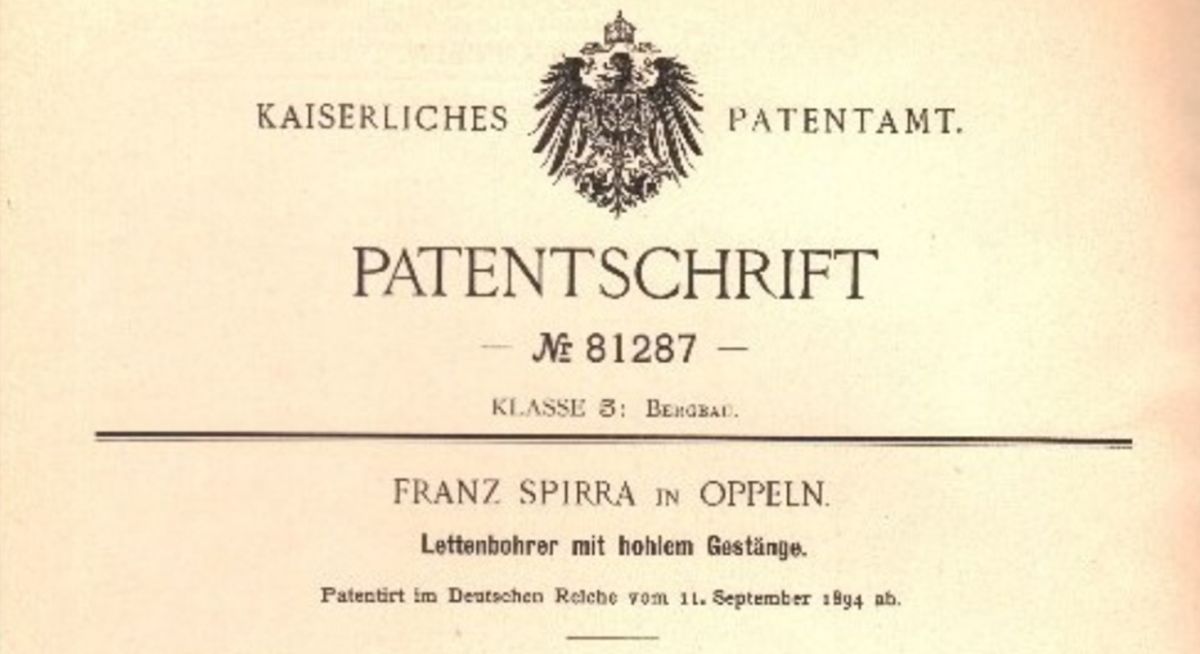 KAISERLICHES PATENTAMT.
PATENTSCHRIFT
— № 81287 —
KLASSE 5: BERGBAU.
FRANZ SPIRRA IN OPPELN.
Lettenbohrer mit hohlem Gestänge.
Patentirt im Deutschen Reiche vom 11. September 1894 ab.